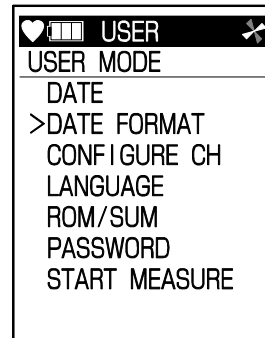 USER
USER MODE
DATE
>DATE FORMAT
CONFIGURE CH
LANGUAGE
ROM/SUM
PASSWORD
START MEASURE